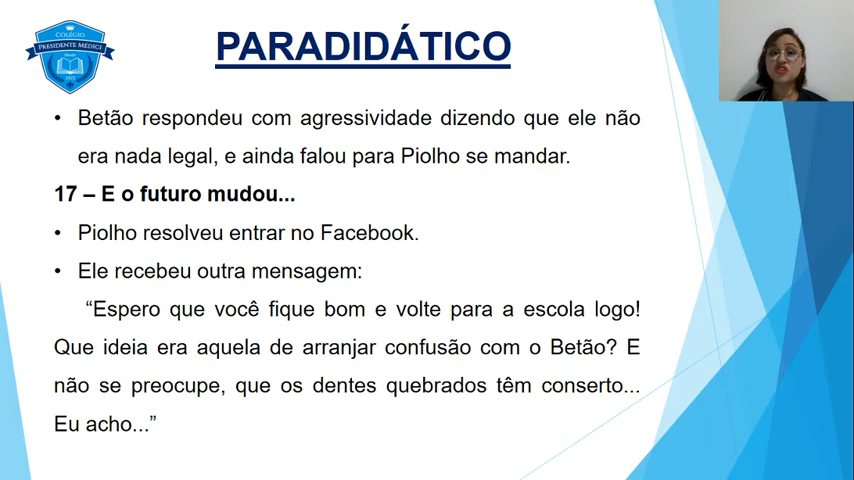 COLÉGIO
PRESIDENTE MÉDICI
PARADIDÁTICO
• Betão respondeu com agressividade dizendo que ele não
era nada legal, e ainda falou para Piolho se mandar.
17 – E o futuro mudou...
• Piolho resolveu entrar no Facebook.
• Ele recebeu outra mensagem:
“Espero que você fique bom e volte para a escola logo!
Que ideia era aquela de arranjar confusão com o Betão? E
não se preocupe, que os dentes quebrados têm conserto...
Eu acho...”